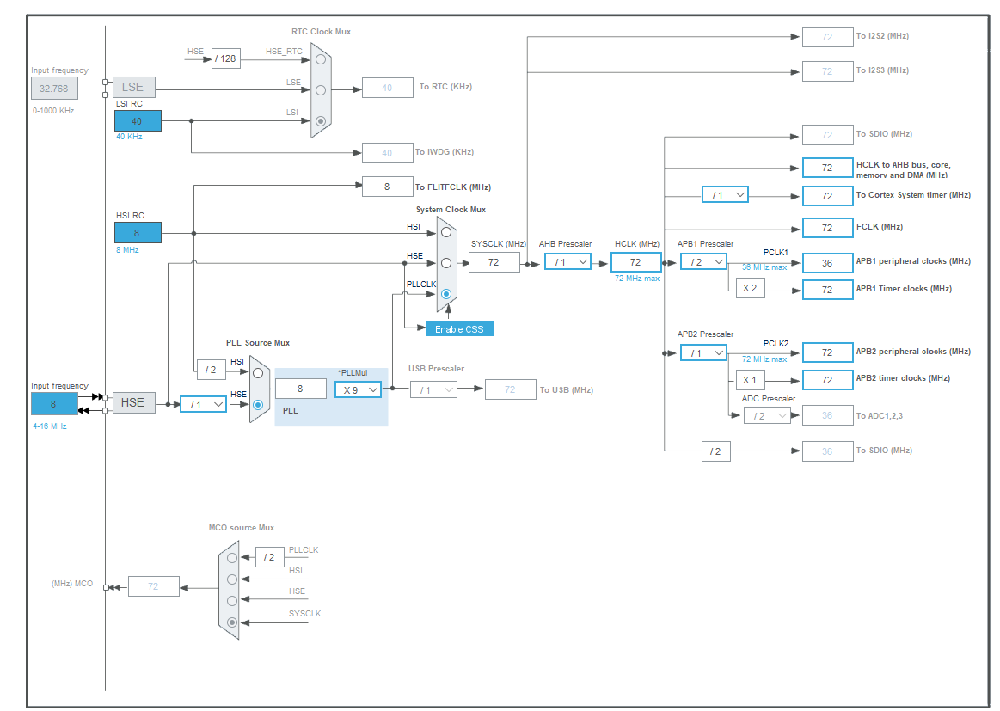 RTC Clock Mux
HSE
/ 128
HSE_RTC
Input frequency
32.768
0-1000 KHz
LSE
LSE
40
To RTC (KHz)
LSI RC
40
40 KHz
LSI
40
To IWDG (KHz)
8
To FLITFCLK (MHz)
HSI RC
8
8 MHz
System Clock Mux
HSI
HSE
PLLCLK
Enable CSS
SYSCLK (MHz)
72
AHB Prescaler
/ 1
HCLK (MHz)
72
72 MHz max
72
To I2S2 (MHz)
72
To I2S3 (MHz)
72
To SDIO (MHz)
72
HCLK to AHB bus, core,
memory and DMA (MHz)
/ 1
72
To Cortex System timer (MHz)
72
FCLK (MHz)
APB1 Prescaler
/ 2
PCLK1
36 MHz max
36
APB1 peripheral clocks (MHz)
X 2
72
APB1 Timer clocks (MHz)
APB2 Prescaler
/ 1
PCLK2
72 MHz max
72
APB2 peripheral clocks (MHz)
X 1
72
APB2 timer clocks (MHz)
ADC Prescaler
/ 2
36
To ADC1,2,3
/ 2
36
To SDIO (MHz)
PLL Source Mux
/ 2
HSI
Input frequency
8
4-16 MHz
HSE
/ 1
HSE
8
*PLLMul
X 9
PLL
USB Prescaler
/ 1
72
To USB (MHz)
MCO source Mux
/ 2
PLLCLK
HSI
HSE
SYSCLK
(MHz) MCO
72